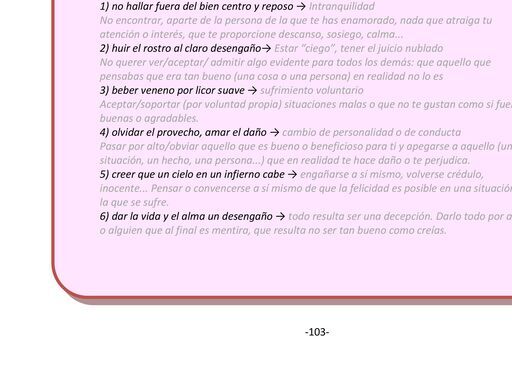 1) no hallar fuera del bien centro y reposo → Intranquilidad
No encontrar, aparte de la persona de la que te has enamorado, nada que atraiga tu
atención o interés, que te proporcione descanso, sosiego, calma...
2) huir el rostro al claro desengaño→ Estar “ciego”, tener el juicio nublado
No querer ver/aceptar/ admitir algo evidente para todos los demás: que aquello que
pensabas que era tan bueno (una cosa o una persona) en realidad no lo es
3) beber veneno por licor suave → sufrimiento voluntario
Aceptar/soportar (por voluntad propia) situaciones malas o que no te gustan como si
buenas o agradables.
4) olvidar el provecho, amar el daño → cambio de personalidad o de conducta
Pasar por alto/obviar aquello que es bueno o beneficioso para ti y apegarse a aquello
situación, un hecho, una persona...) que en realidad te hace daño o te perjudica.
5) creer que un cielo en un infierno cabe → engañarse a sí mismo, volverse crédulo,
inocente... Pensar o convencerse a sí mismo de que la felicidad es posible en una
la que se sufre.
6) dar la vida y el alma un desengaño → todo resulta ser una decepción. Darlo todo por
o alguien que al final es mentira, que resulta no ser tan bueno como creías.
-103-